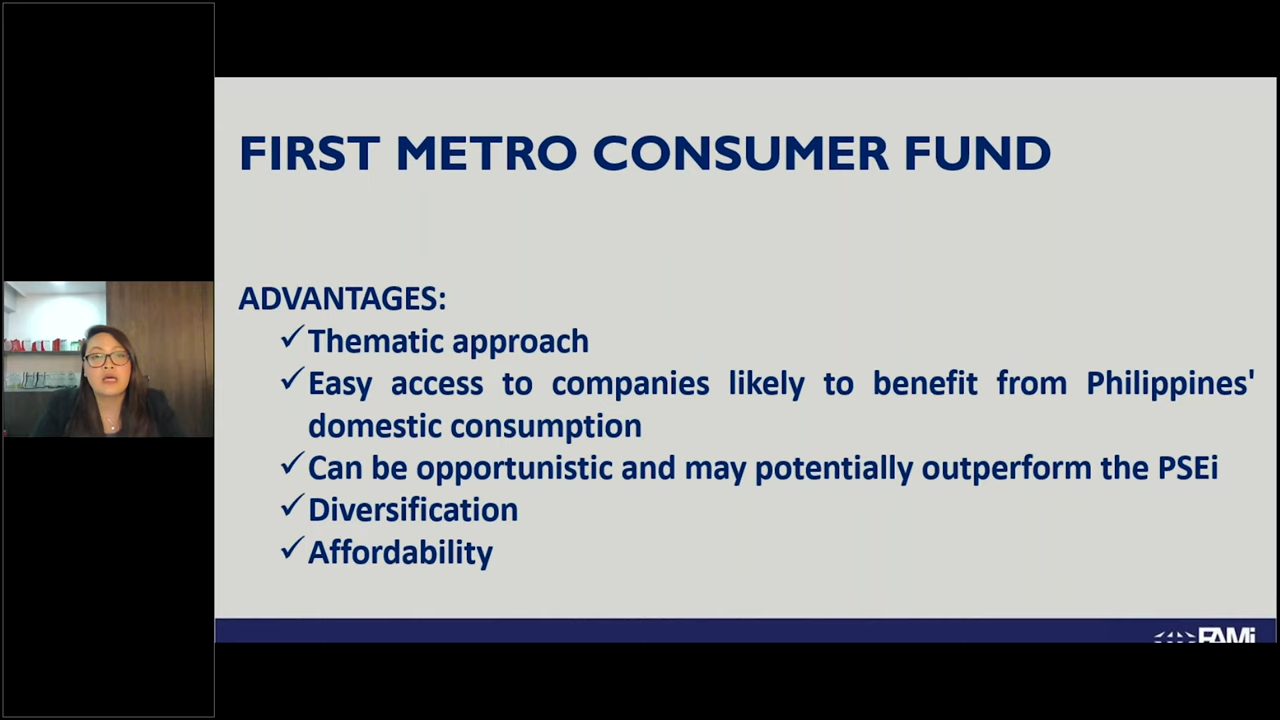 FIRST METRO CONSUMER FUND
ADVANTAGES:
✓Thematic approach
✓Easy access to companies likely to benefit from Philippines'
domestic consumption
✓Can be opportunistic and may potentially outperform the PSEi
✓Diversification
✓Affordability
FAMi